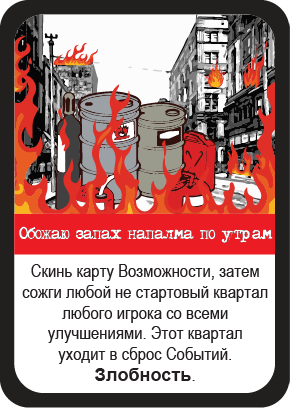 Обожаю запах напалма по утрам
Скинь карту Возможности, затем
сожги любой не стартовый квартал
любого игрока со всеми
улучшениями. Этот квартал
уходит в сброс Событий.
Злобность.